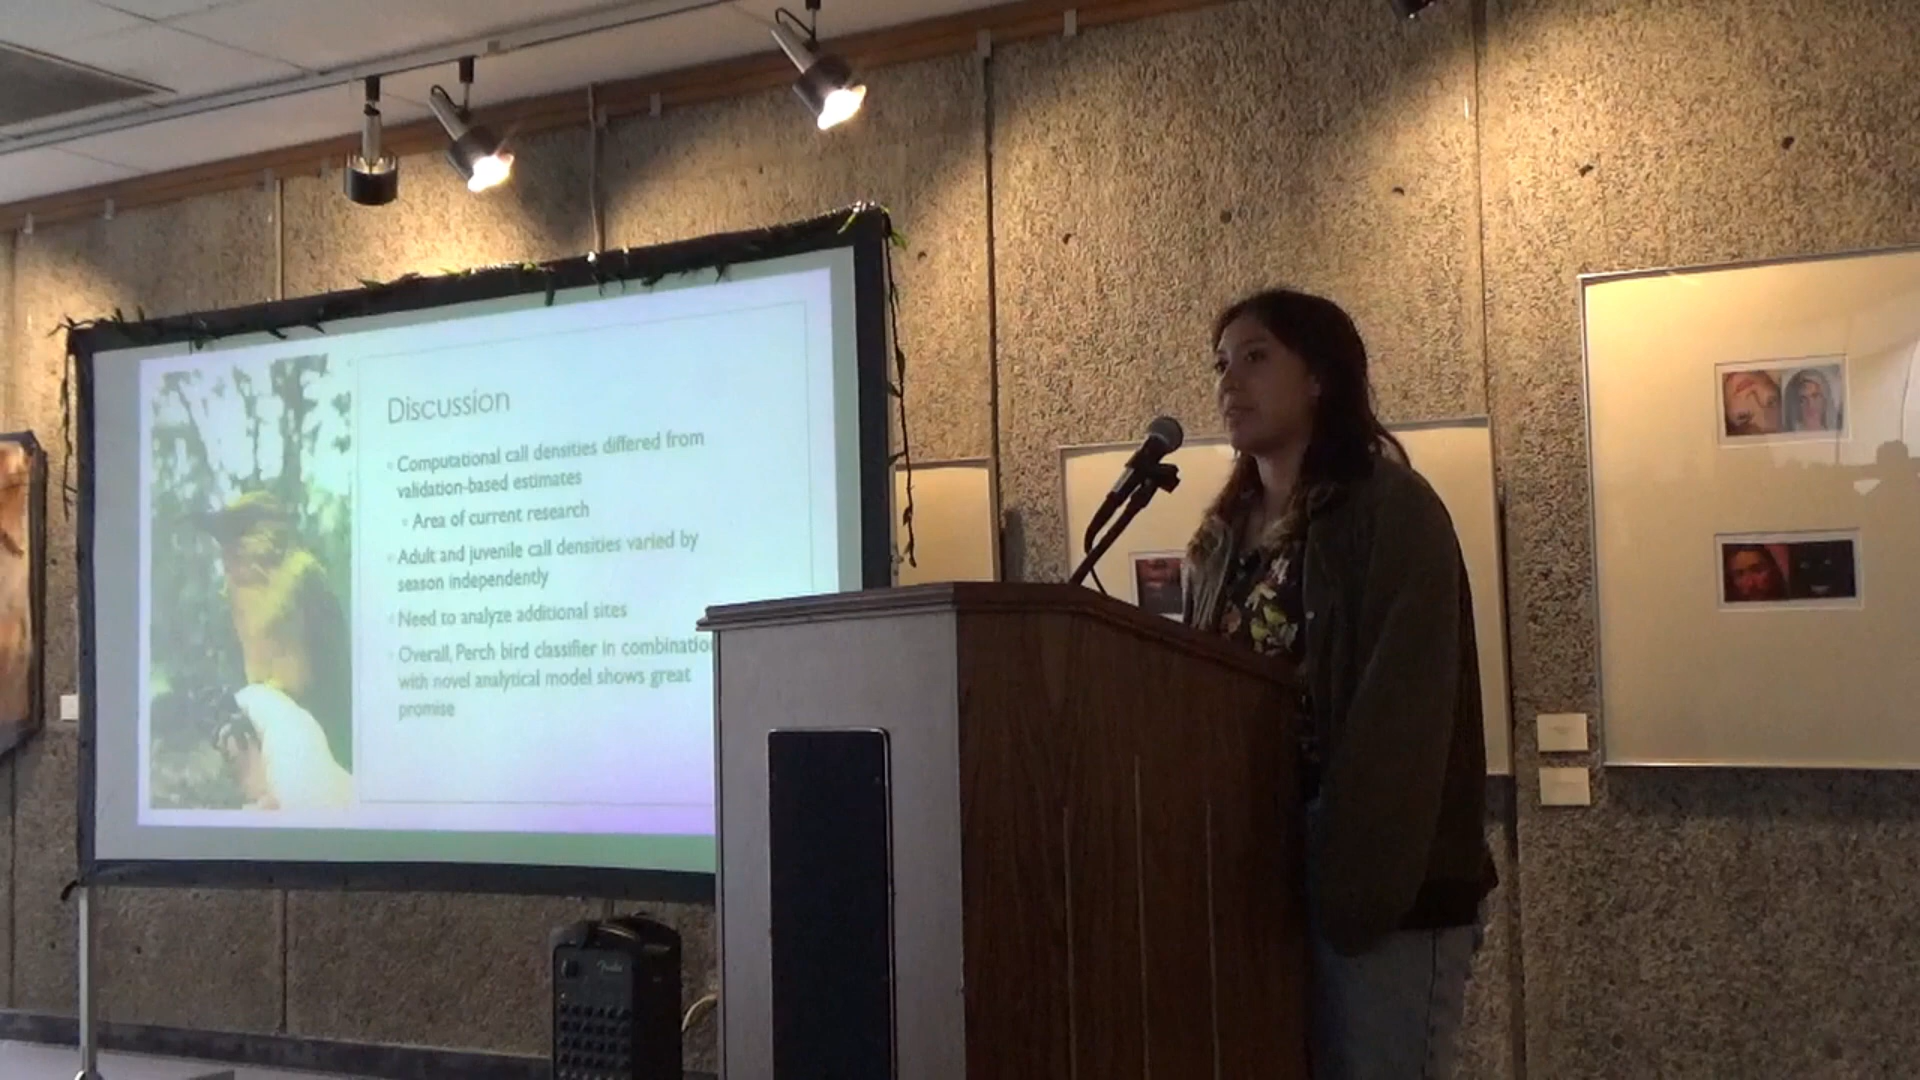 Discussion
Computational call densities differed from
validation-based estimates
Area of current research
Adult and juvenile call densities varied by
season independently
Need to analyze additional sites
Overall, Perch bird classifier in combinatio
with novel analytical model shows great
promise
Fender